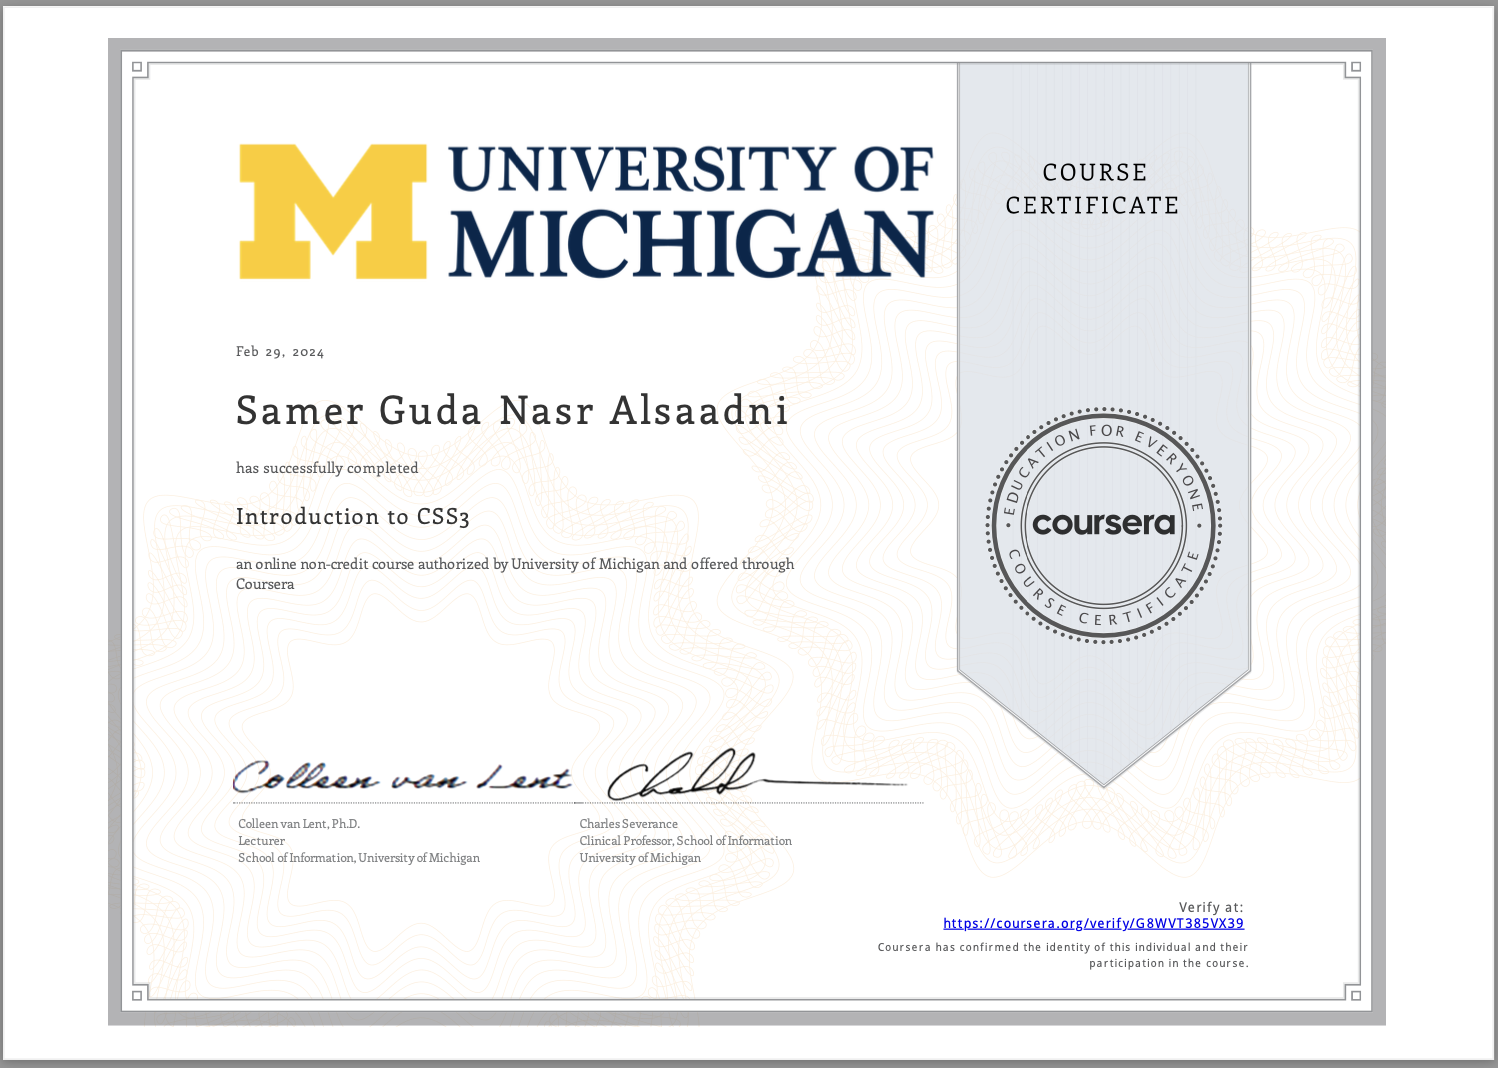 UNIVERSITY OF
MICHIGAN
COURSE
CERTIFICATE
Feb 29, 2024
Samer Guda Nasr Alsaadni
has successfully completed
Introduction to CSS3
an online non-credit course authorized by University of Michigan and offered through
Coursera
EDUCATION FOR EVERYONE
coursera
COURSE CERTIFICATE
Colleen van Lent
Colleen van Lent, Ph.D.
Lecturer
School of Information, University of Michigan
Charles Severance
Clinical Professor, School of Information
University of Michigan
Verify at:
https://coursera.org/verify/G8WVT385VX39
Coursera has confirmed the identity of this individual and their
participation in the course.